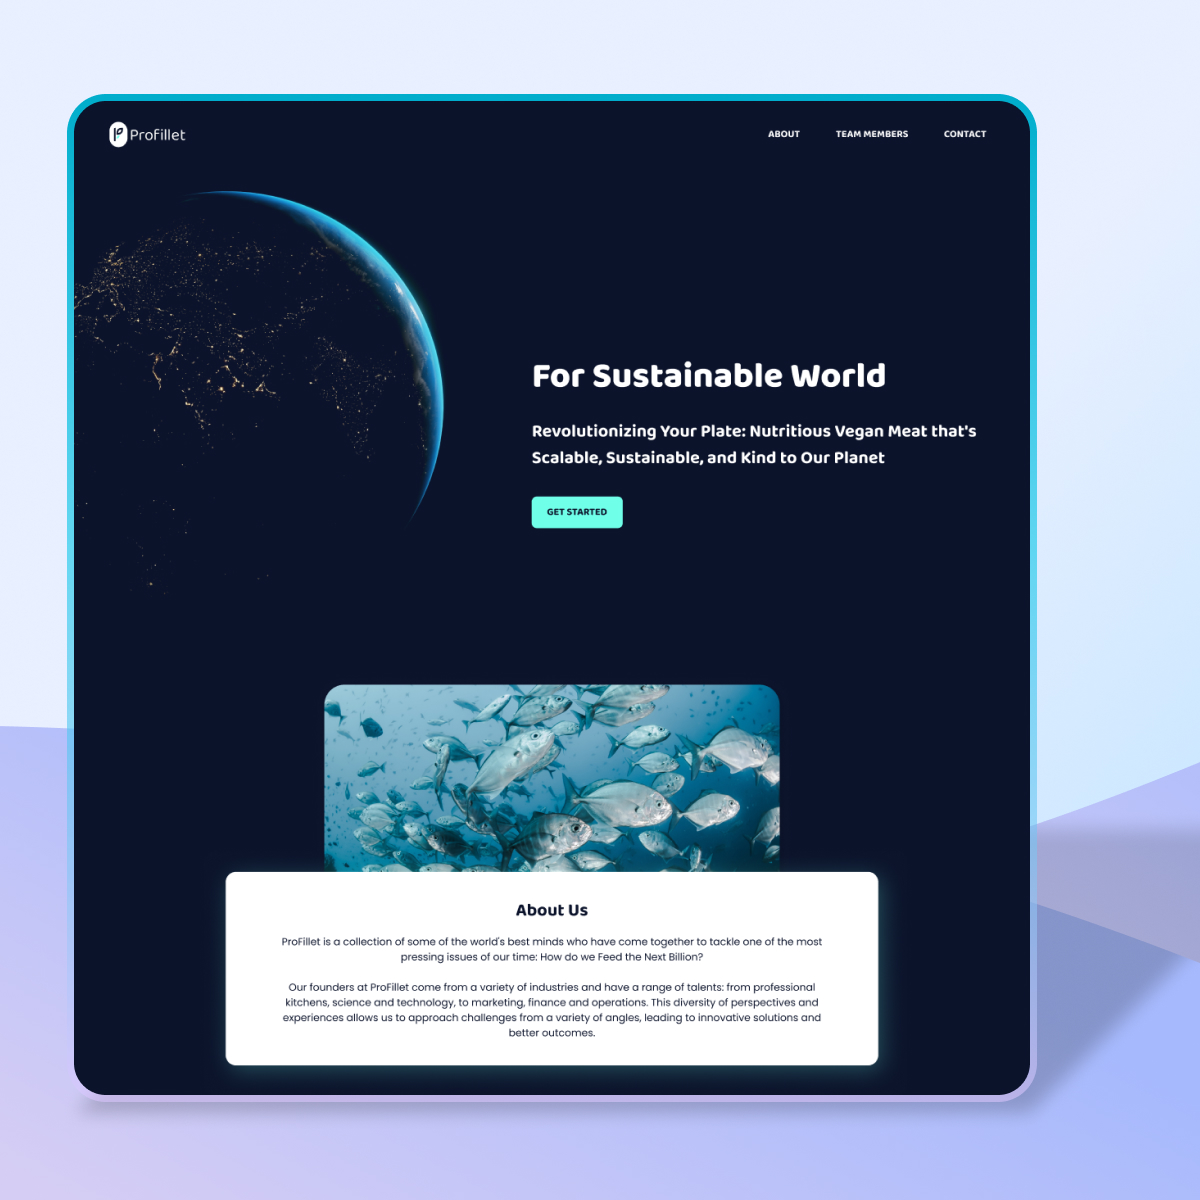 Profillet
ABOUT
TEAM MEMBERS
CONTACT
For Sustainable World
Revolutionizing Your Plate: Nutritious Vegan Meat that's
Scalable, Sustainable, and Kind to Our Planet
GET STARTED
About Us
ProFillet is a collection of some of the world's best minds who have come together to tackle one of the most
pressing issues of our time: How do we Feed the Next Billion?
Our founders at ProFillet come from a variety of industries and have a range of talents: from professional
kitchens, science and technology, to marketing, finance and operations. This diversity of perspectives and
experiences allows us to approach challenges from a variety of angles, leading to innovative solutions and
better outcomes.